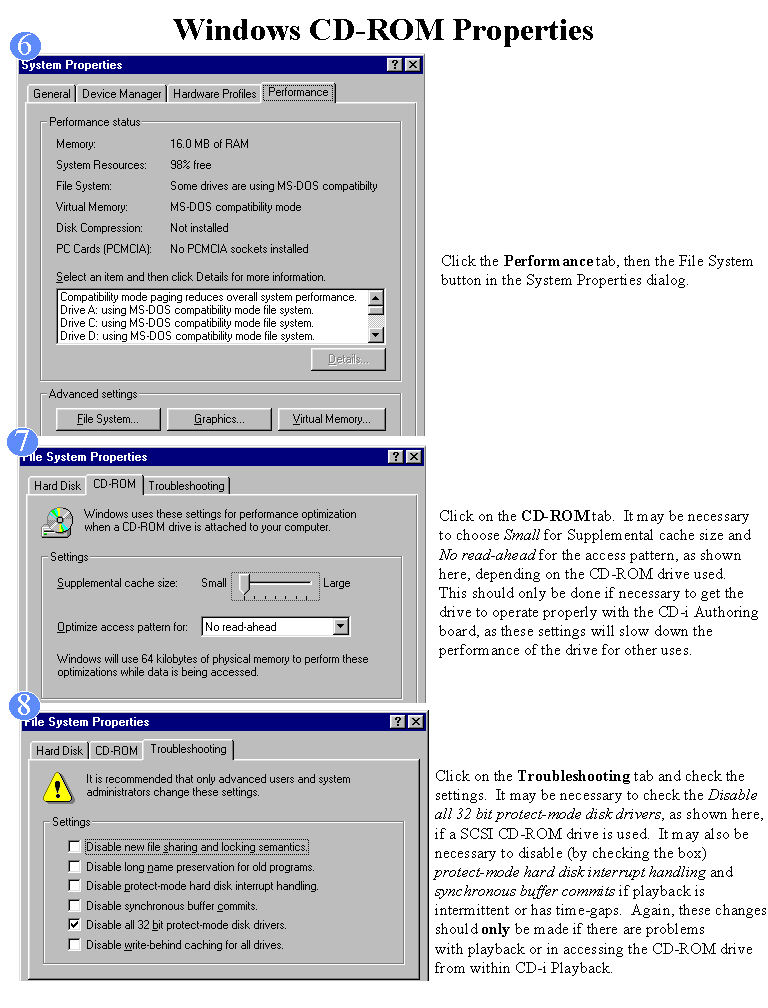 Windows CD-ROM Properties
6
System Properties
General Device Manager Hardware Profiles Performance
Performance status
Memory: 16.0 MB of RAM
System Resources: 98% free
File System: Some drives are using MS-DOS compatibilty
Virtual Memory: MS-DOS compatibility mode
Disk Compression: Not installed
PC Cards (PCMCIA): No PCMCIA sockets installed
Select an item and then click Details for more information.
Compatibility mode paging reduces overall system performance.
Drive A: using MS-DOS compatibility mode file system.
Drive C: using MS-DOS compatibility mode file system.
Drive D: using MS-DOS compatibility mode file system.
Details...
Advanced settings
File System... Graphics... Virtual Memory...
Click the Performance tab, then the File System
button in the System Properties dialog.
7
File System Properties
Hard Disk CD-ROM Troubleshooting
Windows uses these settings for performance optimization
when a CD-ROM drive is attached to your computer.
Settings
Supplemental cache size: Small Large
Optimize access pattern for: No read-ahead
Windows will use 64 kilobytes of physical memory to perform these
optimizations while data is being accessed.
Click on the CD-ROM tab. It may be necessary
to choose Small for Supplemental cache size and
No read-ahead for the access pattern, as shown
here, depending on the CD-ROM drive used.
This should only be done if necessary to get the
drive to operate properly with the CD-i Authoring
board, as these settings will slow down the
performance of the drive for other uses.
8
File System Properties
Hard Disk CD-ROM Troubleshooting
It is recommended that only advanced users and system
administrators change these settings.
Settings
Disable new file sharing and locking semantics.
Disable long name preservation for old programs.
Disable protect-mode hard disk interrupt handling.
Disable synchronous buffer commits.
Disable all 32 bit protect-mode disk drivers.
Disable write-behind caching for all drives.
Click on the Troubleshooting tab and check the
settings. It may be necessary to check the Disable
all 32 bit protect-mode disk drivers, as shown here,
if a SCSI CD-ROM drive is used. It may also be
necessary to disable (by checking the box)
protect-mode hard disk interrupt handling and
synchronous buffer commits if playback is
intermittent or has time-gaps. Again, these changes
should only be made if there are problems
with playback or in accessing the CD-ROM drive
from within CD-i Playback.